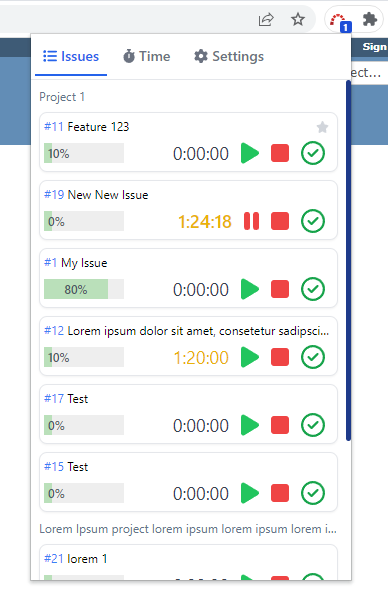 1
Sign
ect...
Issues
Time
Settings
Project 1
#11 Feature 123
10%
0:00:00
#19 New New Issue
0%
1:24:18
#1 My Issue
80%
0:00:00
#12 Lorem ipsum dolor sit amet, consetetur sadipsci...
10%
1:20:00
#17 Test
0%
0:00:00
#15 Test
0%
0:00:00
Lorem Ipsum project lorem ipsum lorem ipsum lorem i...
#21 lorem 1